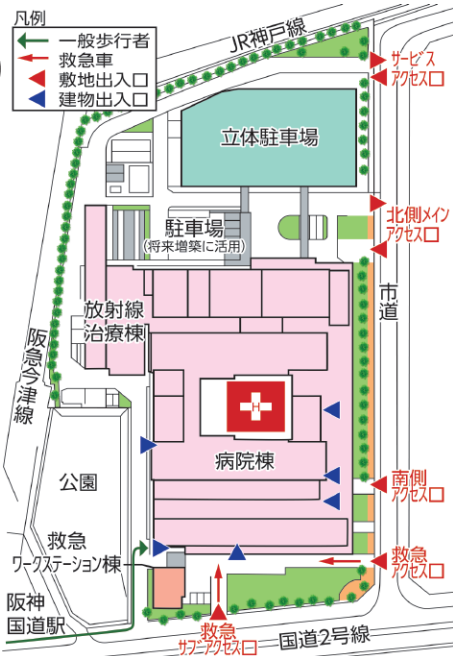 凡例
一般歩行者
救急車
敷地出入口
建物出入口
JR神戸線
サービス
アクセス口
立体駐車場
北側メイン
アクセス口
駐車場
(将来増築に活用)
市道
放射線
治療棟
阪急今津線
H
病院棟
公園
南側
アクセス口
救急
ワークステーション棟
救急
アクセス口
阪神
国道駅
救急
サブアクセス口
国道2号線